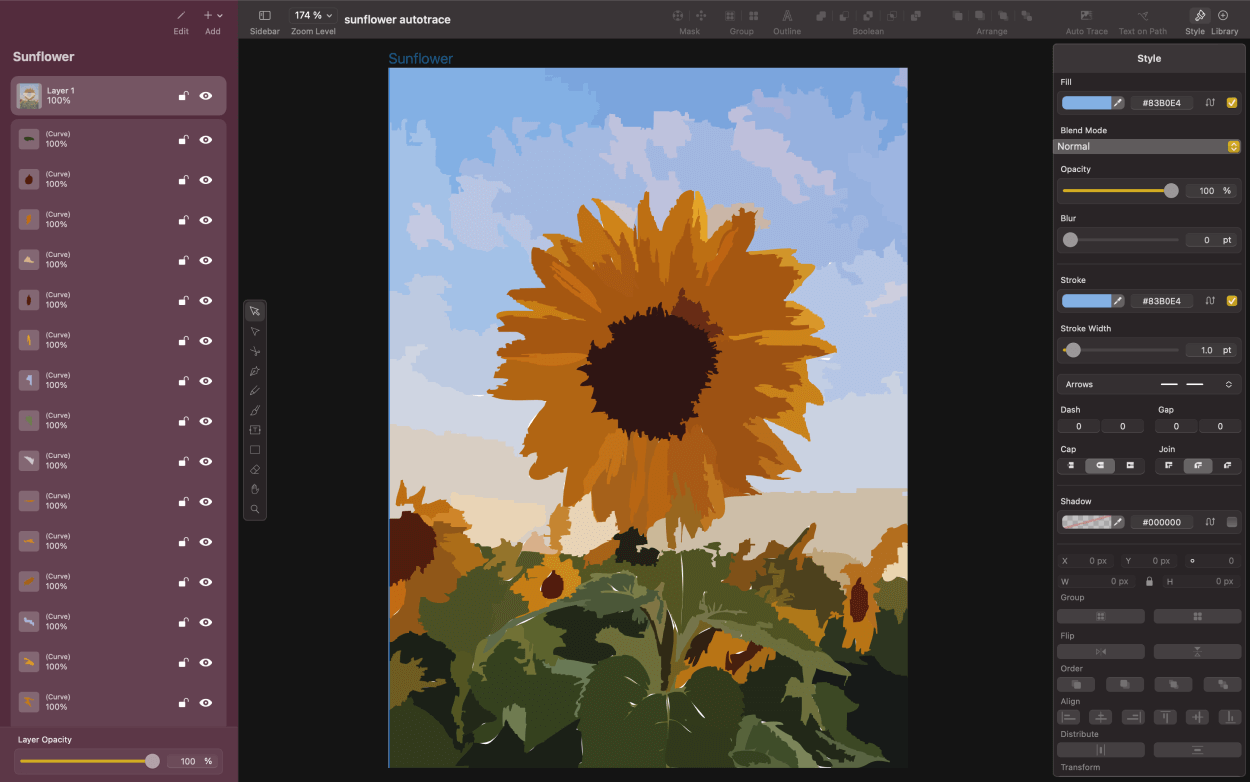 Edit Add
Sidebar
174 %
Zoom Level
sunflower autotrace
Mask Group Outline Boolean Arrange Auto Trace Text on Path Style Library
Sunflower
Layer 1
100%
(Curve)
100%
(Curve)
100%
(Curve)
100%
(Curve)
100%
(Curve)
100%
(Curve)
100%
(Curve)
100%
(Curve)
100%
(Curve)
100%
(Curve)
100%
(Curve)
100%
(Curve)
100%
(Curve)
100%
(Curve)
100%
(Curve)
100%
Layer Opacity
100 %
Sunflower
Style
Fill
#83B0E4
Blend Mode
Normal
Opacity
100 %
Blur
0 pt
Stroke
#83B0E4
Stroke Width
1.0 pt
Arrows
Dash Gap
0 0 0 0
Cap Join
Shadow
#000000
X 0 px Y 0 px 0
W 0 px H 0 px
Group
Flip
Order
Align
Distribute
Transform